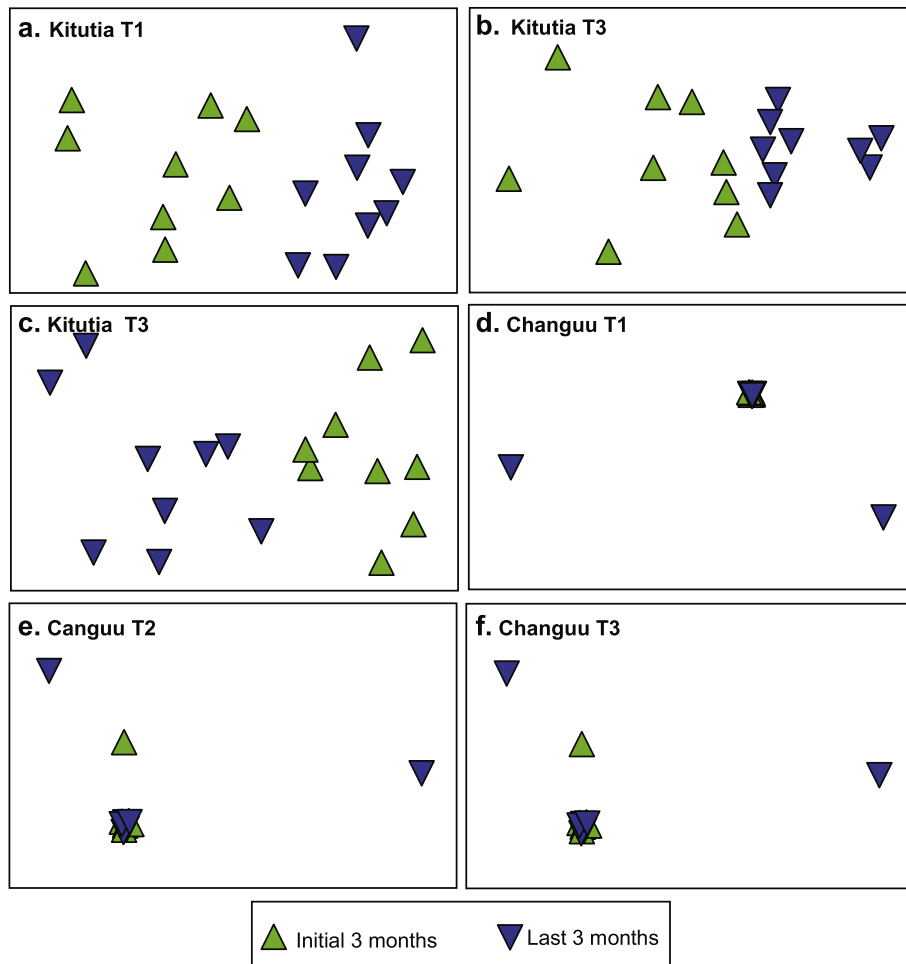 a. Kitutia T1
b. Kitutia T3
c. Kitutia T3
d. Changuu T1
e. Canguu T2
f. Changuu T3
Initial 3 months
Last 3 months